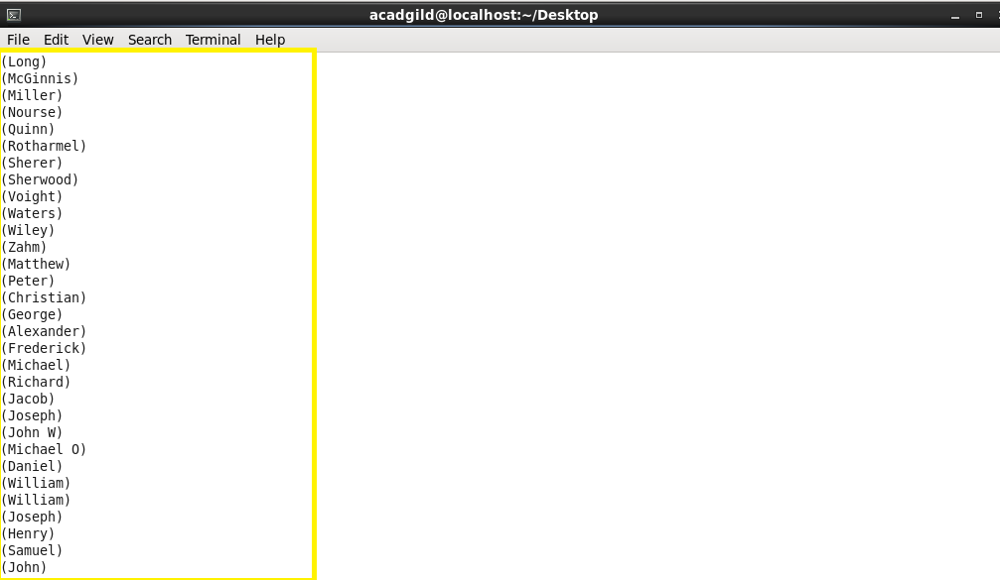 acadgild@localhost:~/Desktop
File Edit View Search Terminal Help
(Long)
(McGinnis)
(Miller)
(Nourse)
(Quinn)
(Rotharmel)
(Sherer)
(Sherwood)
(Voight)
(Waters)
(Wiley)
(Zahm)
(Matthew)
(Peter)
(Christian)
(George)
(Alexander)
(Frederick)
(Michael)
(Richard)
(Jacob)
(Joseph)
(John W)
(Michael O)
(Daniel)
(William)
(William)
(Joseph)
(Henry)
(Samuel)
(John)